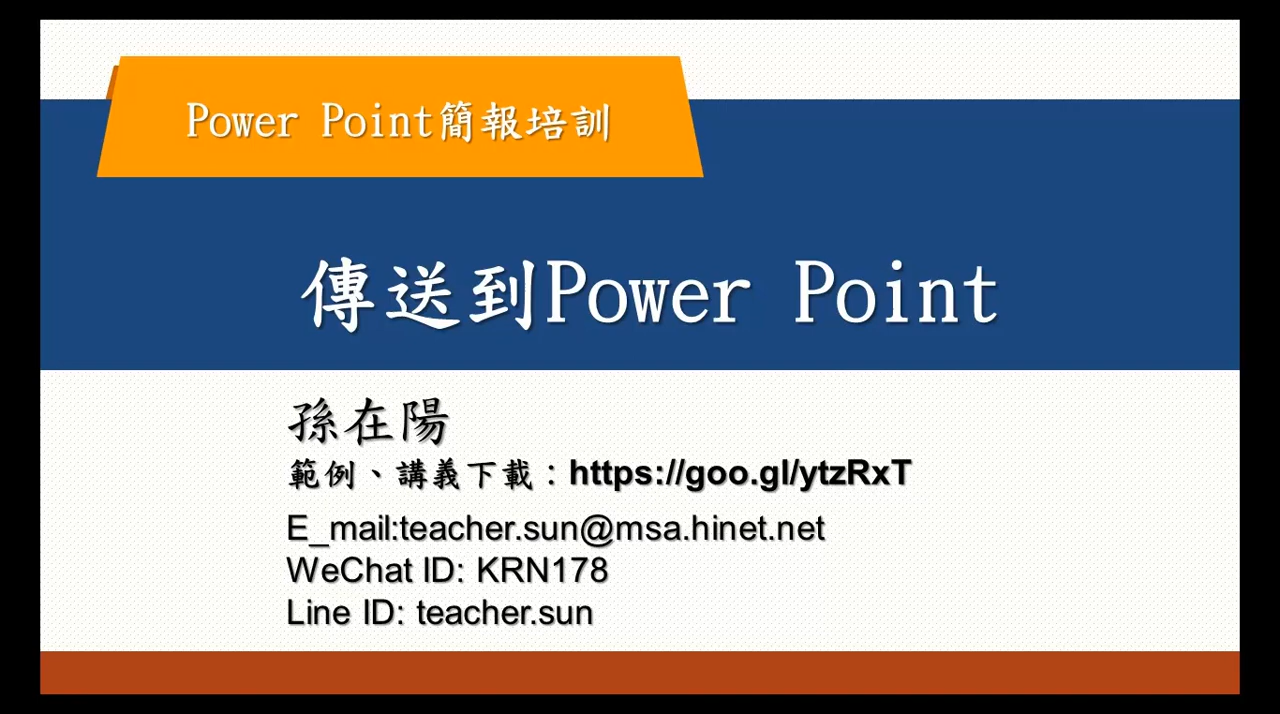 Power Point簡報培訓
傳送到Power Point
孫在陽
範例、講義下載：https://goo.gl/ytzRxT
E_mail:teacher.sun@msa.hinet.net
WeChat ID: KRN178
Line ID: teacher.sun